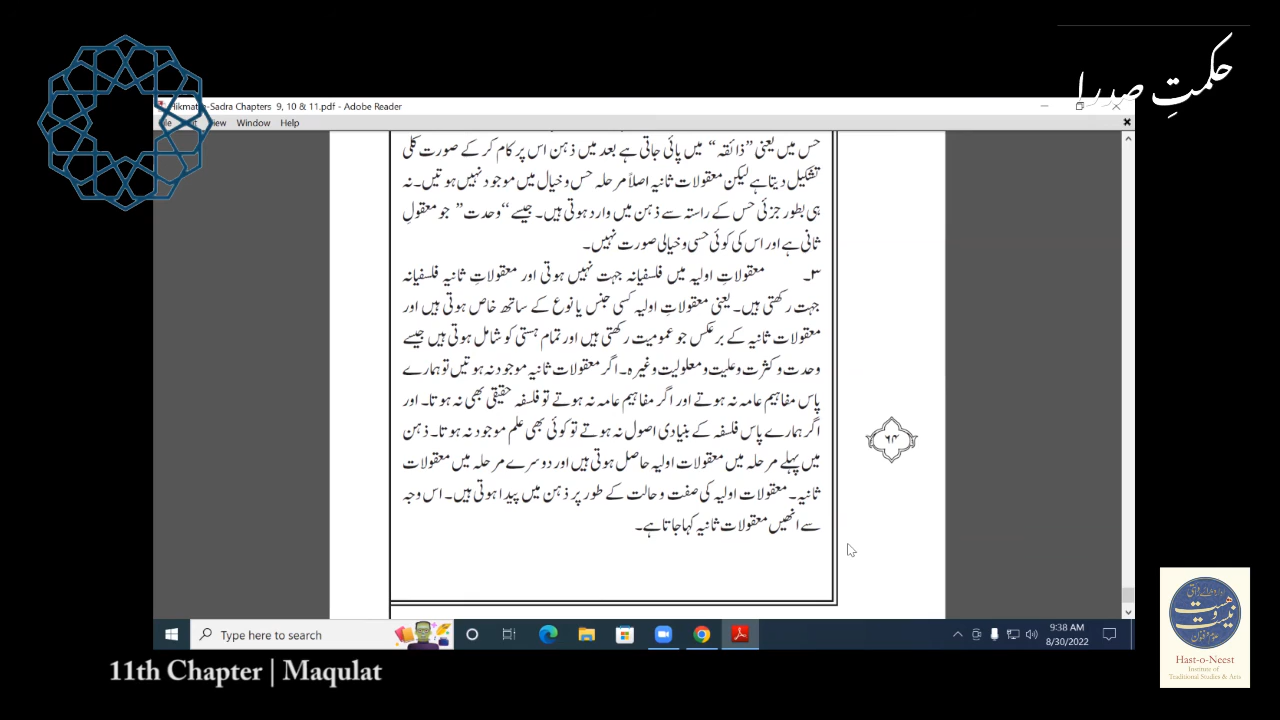 حکمتِ صدرا
Hikmat-e-Sadra Chapters 9, 10 & 11.pdf - Adobe Reader
View Window Help
حس میں یعنی ”ذائقہ“ میں پائی جاتی ہے بعد میں ذہن اس پر کام کر کے صورت کلی
تشکیل دیتا ہے لیکن معقولات ثانیہ اصلاً مرحلہ حس و خیال میں موجود نہیں ہوتیں۔ نہ
ہی بطور جزئی حس کے راستہ سے ذہن میں وارد ہوتی ہیں۔ جیسے ”وحدت“ جو معقولِ
ثانی ہے اور اس کی کوئی حسی و خیالی صورت نہیں۔
۳۔ معقولاتِ اولیہ میں فلسفیانہ جہت نہیں ہوتی اور معقولاتِ ثانیہ فلسفیانہ
جہت رکھتی ہیں۔ یعنی معقولاتِ اولیہ کسی جنس یا نوع کے ساتھ خاص ہوتی ہیں اور
معقولات ثانیہ کے برعکس جو عمومیت رکھتی ہیں اور تمام ہستی کو شامل ہوتی ہیں جیسے
وحدت و کثرت و علیت و معلولیت وغیرہ۔ اگر معقولات ثانیہ موجود نہ ہوتیں تو ہمارے
پاس مفاہیم عامہ نہ ہوتے اور اگر مفاہیم عامہ نہ ہوتے تو فلسفہ حقیقی بھی نہ ہوتا۔ اور
اگر ہمارے پاس فلسفہ کے بنیادی اصول نہ ہوتے تو کوئی بھی علم موجود نہ ہوتا۔ ذہن
میں پہلے مرحلہ میں معقولات اولیہ حاصل ہوتی ہیں اور دوسرے مرحلہ میں معقولات
ثانیہ۔ معقولات اولیہ کی صفت و حالت کے طور پر ذہن میں پیدا ہوتی ہیں۔ اس وجہ
سے انھیں معقولات ثانیہ کہا جاتا ہے۔
۶۴
Type here to search
9:38 AM
8/30/2022
11th Chapter | Maqulat
ہست و نیست
Hast-o-Neest
Institute of
Traditional Studies & Arts